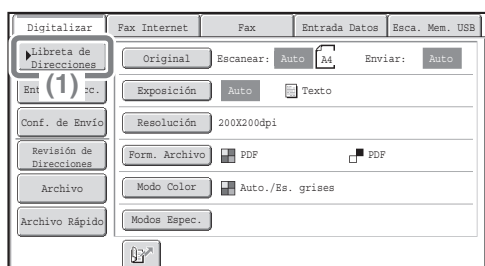 Digitalizar Fax Internet Fax Entrada Datos Esca. Mem. USB
Libreta de
Direcciones
(1)
Original Escanear: Auto A4 Enviar: Auto
Exposición Auto Texto
Conf. de Envío
Resolución 200X200dpi
Revisión de
Direcciones
Form. Archivo PDF PDF
Archivo
Modo Color Auto./Es. grises
Archivo Rápido
Modos Espec.